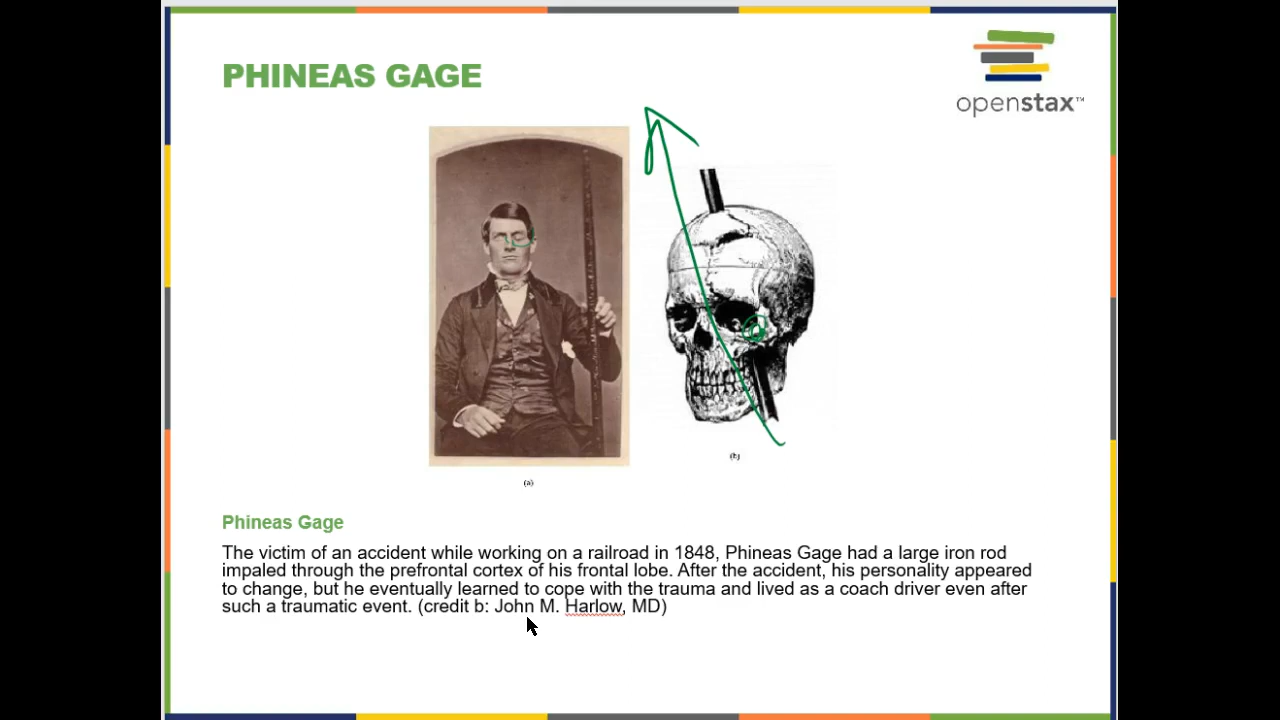 PHINEAS GAGE
openstax™
(a)
(b)
Phineas Gage
The victim of an accident while working on a railroad in 1848, Phineas Gage had a large iron rod
impaled through the prefrontal cortex of his frontal lobe. After the accident, his personality appeared
to change, but he eventually learned to cope with the trauma and lived as a coach driver even after
such a traumatic event. (credit b: John M. Harlow, MD)